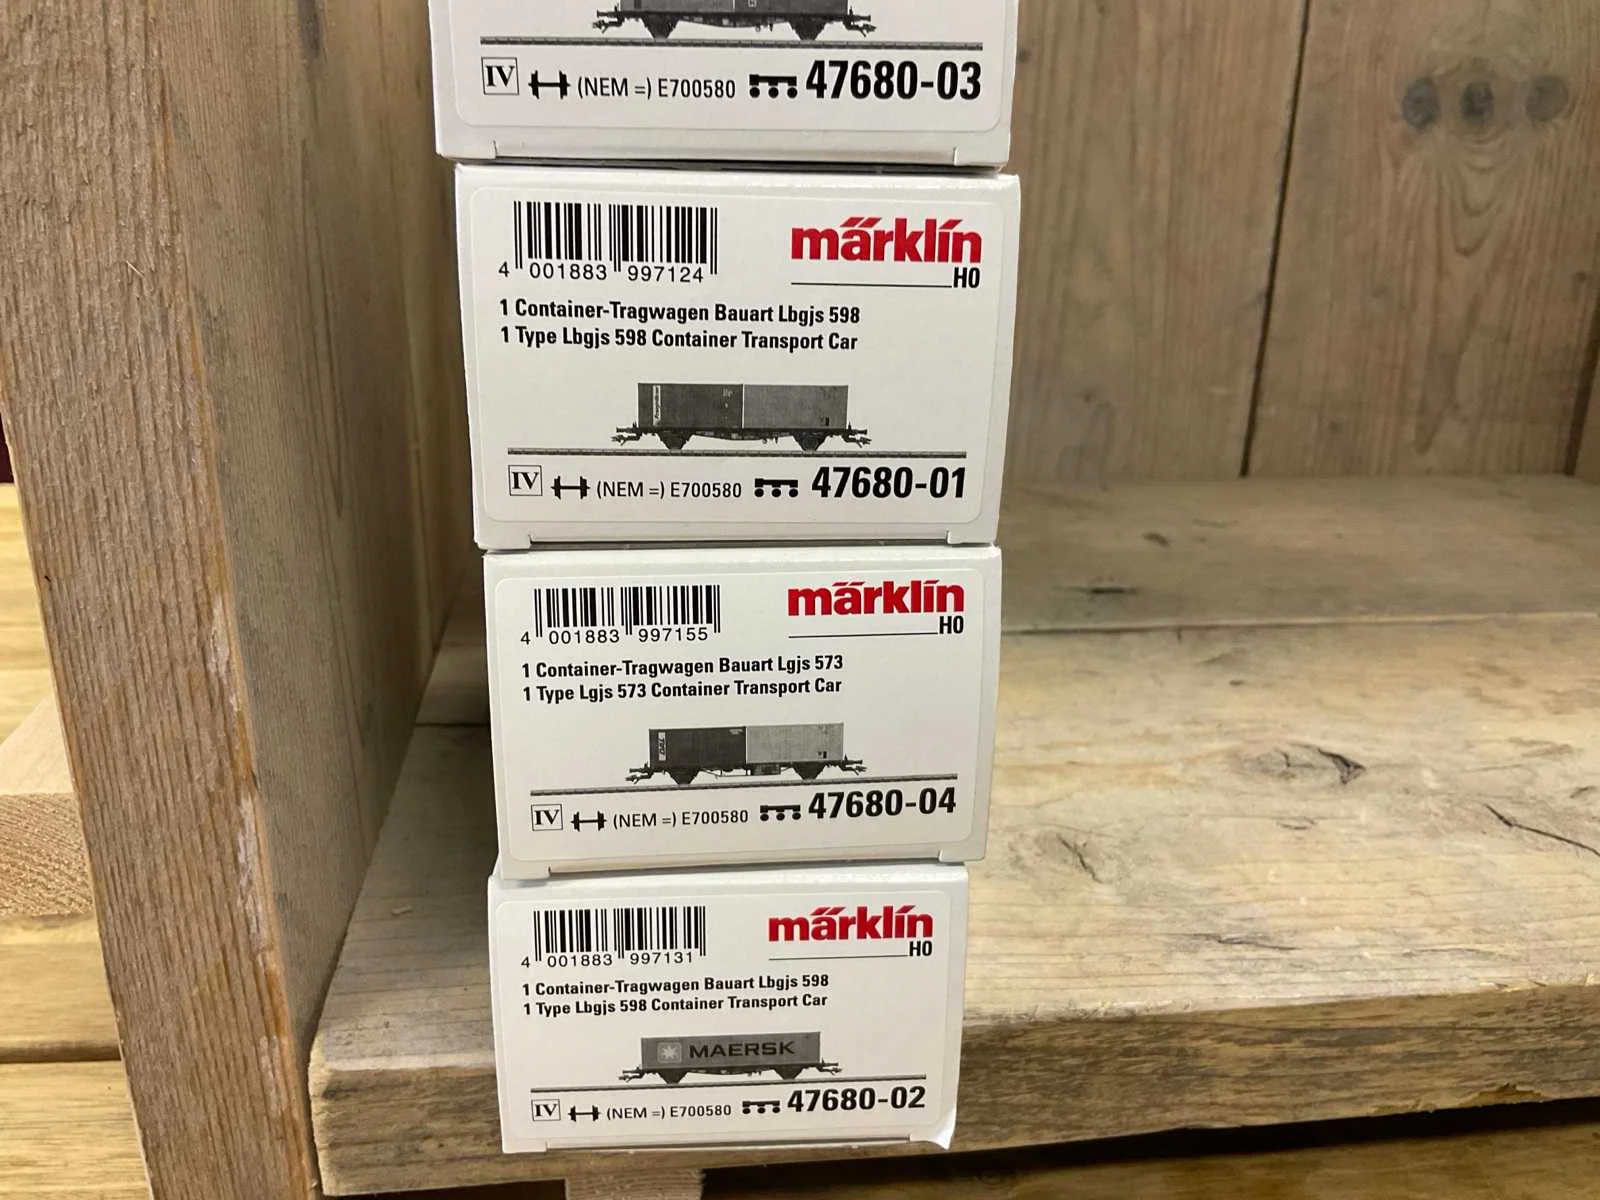 IV (NEM =) E700580 47680-03
4 001883 997124
märklin
H0
1 Container-Tragwagen Bauart Lbgjs 598
1 Type Lbgjs 598 Container Transport Car
IV (NEM =) E700580 47680-01
4 001883 997155
märklin
H0
1 Container-Tragwagen Bauart Lgjs 573
1 Type Lgjs 573 Container Transport Car
IV (NEM =) E700580 47680-04
4 001883 997131
märklin
H0
1 Container-Tragwagen Bauart Lbgjs 598
1 Type Lbgjs 598 Container Transport Car
MAERSK
IV (NEM =) E700580 47680-02